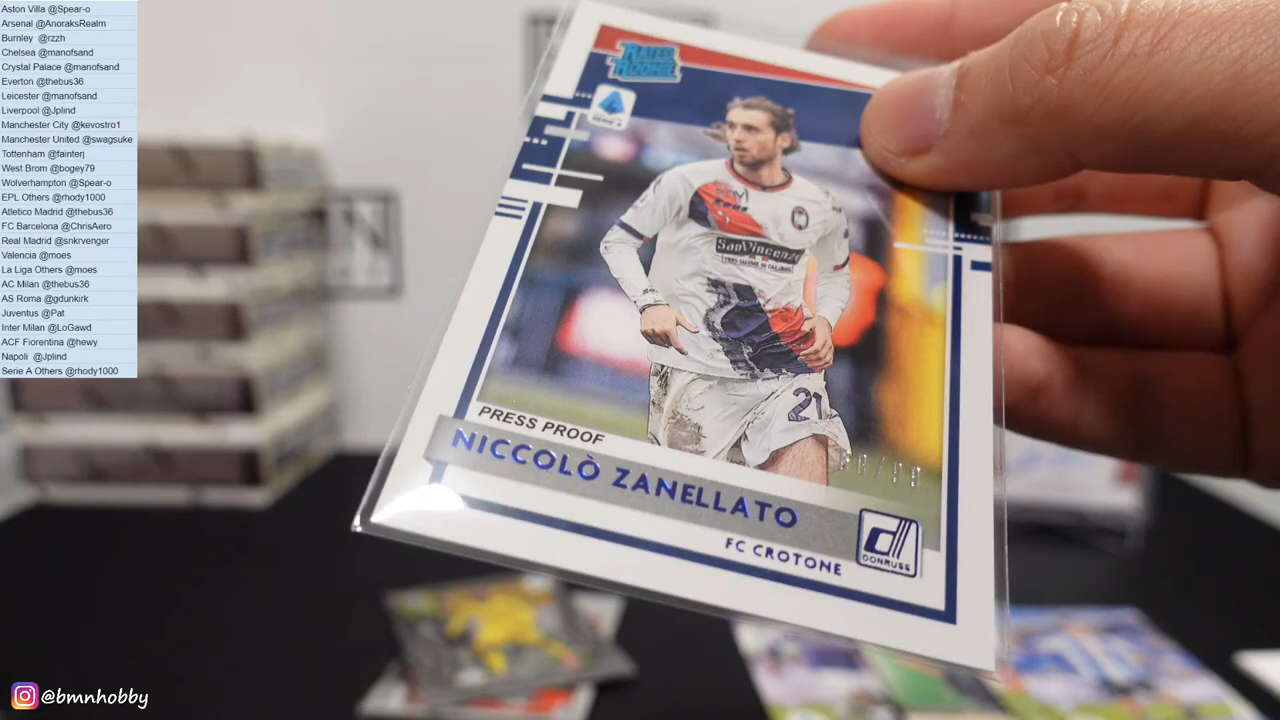 Aston Villa @Spear-o
Arsenal @AnoraksRealm
Burnley @rzzh
Chelsea @manofsand
Crystal Palace @manofsand
Everton @thebus36
Leicester @manofsand
Liverpool @Jplind
Manchester City @kevostro1
Manchester United @swagsuke
Tottenham @fainterj
West Brom @bogey79
Wolverhampton @Spear-o
EPL Others @rhody1000
Atletico Madrid @thebus36
FC Barcelona @ChrisAero
Real Madrid @snkrvenger
Valencia @moes
La Liga Others @moes
AC Milan @thebus36
AS Roma @gdunkirk
Juventus @Pat
Inter Milan @LoGawd
ACF Fiorentina @hewy
Napoli @Jplind
Serie A Others @rhody1000
RATED ROOKIE
SERIE A
SanVincenzo
21
PRESS PROOF
NICCOLÒ ZANELLATO
FC CROTONE
DONRUSS
@bmnhobby